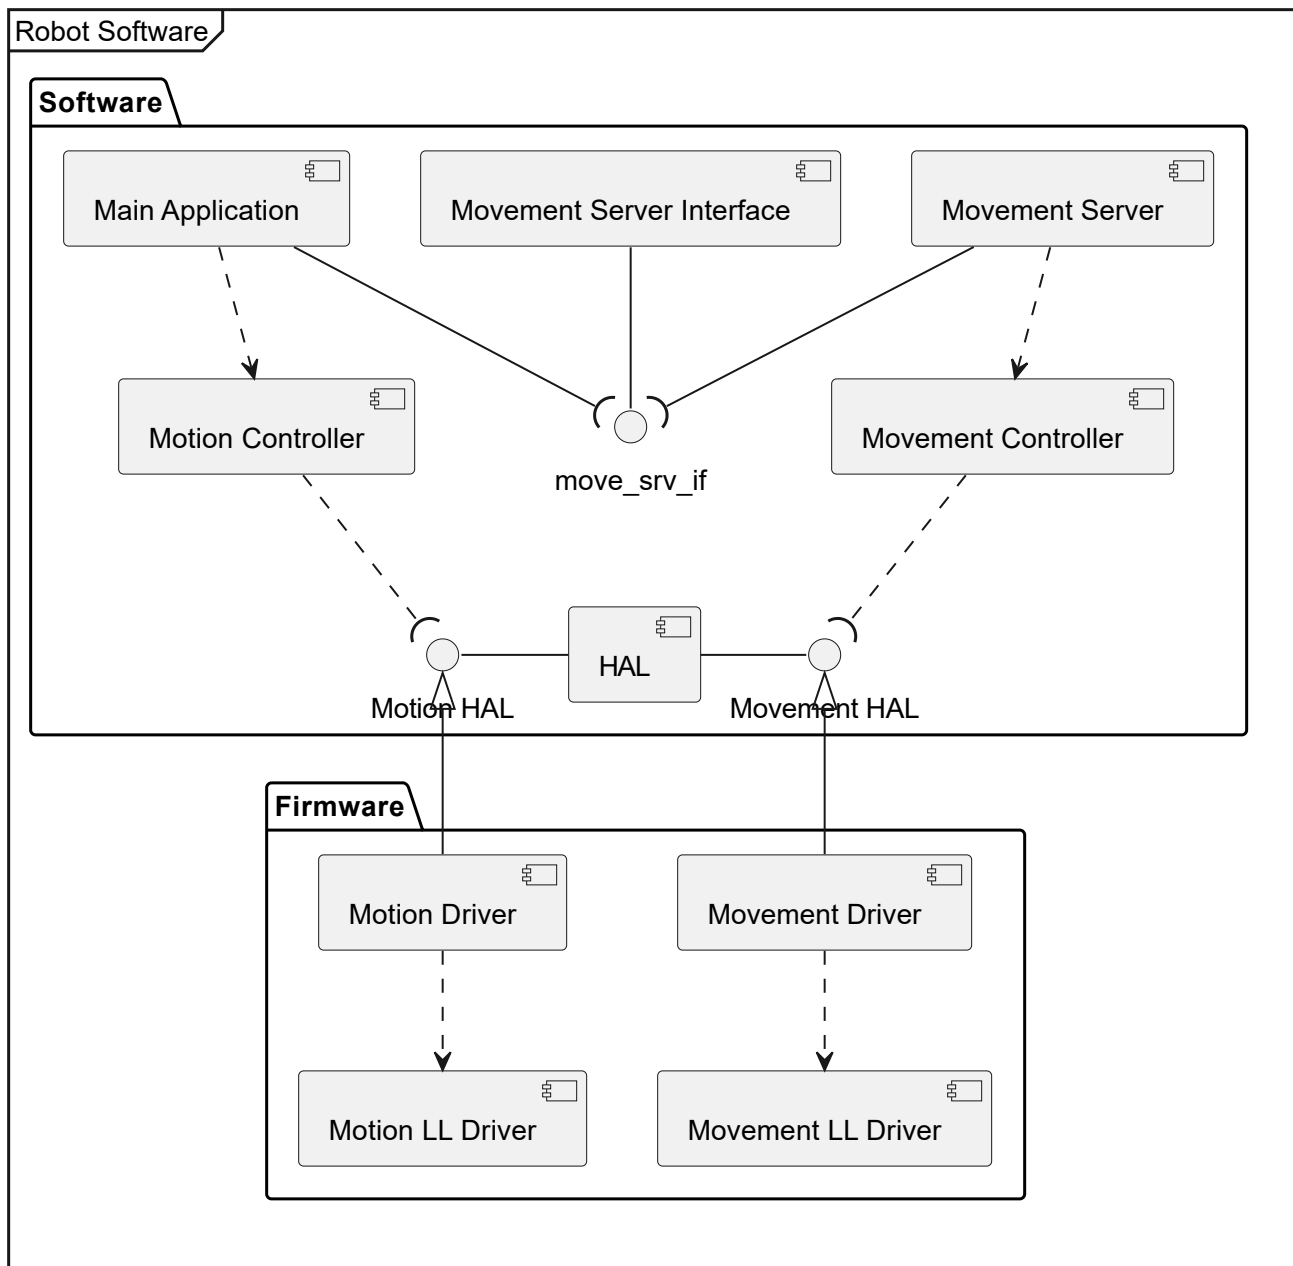 Robot Software
Software
Main Application
Movement Server Interface
Movement Server
Motion Controller
Movement Controller
move_srv_if
HAL
Motion HAL
Movement HAL
Firmware
Motion Driver
Movement Driver
Motion LL Driver
Movement LL Driver